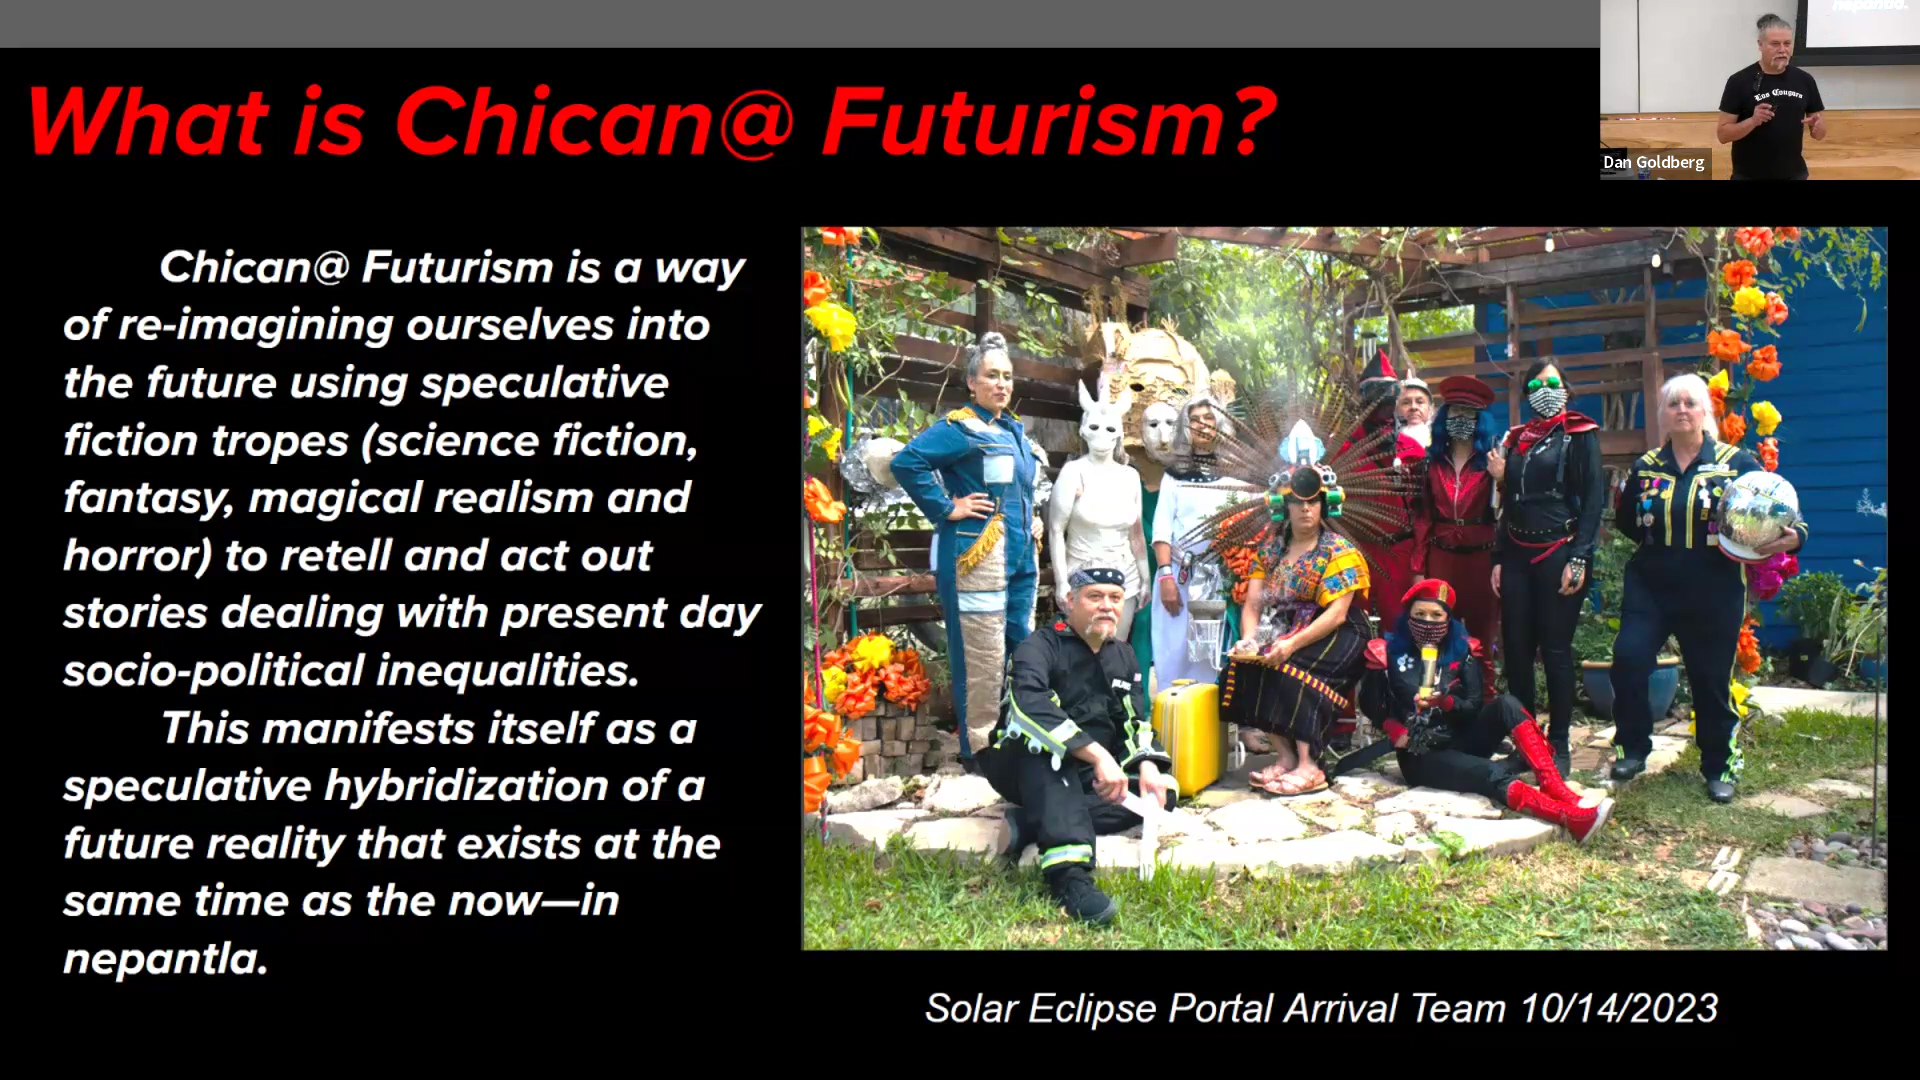 nepantla.
What is Chican@ Futurism?
Los Cougars
Dan Goldberg
Chican@ Futurism is a way
of re-imagining ourselves into
the future using speculative
fiction tropes (science fiction,
fantasy, magical realism and
horror) to retell and act out
stories dealing with present day
socio-political inequalities.
This manifests itself as a
speculative hybridization of a
future reality that exists at the
same time as the now—in
nepantla.
Solar Eclipse Portal Arrival Team 10/14/2023